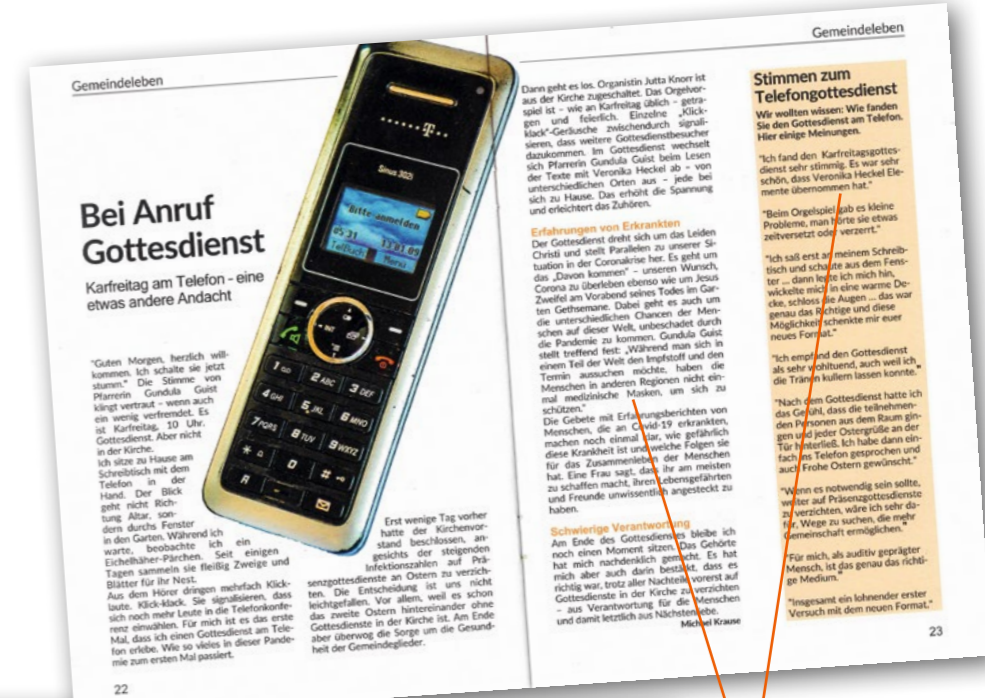 Gemeindeleben
Bei Anruf
Gottesdienst
Karfreitag am Telefon - eine
etwas andere Andacht
"Guten Morgen, herzlich will-
kommen. Ich schalte sie jetzt
stumm." Die Stimme von
Pfarrerin Gundula Guist
klingt vertraut – wenn auch
ein wenig verfremdet. Es
ist Karfreitag, 10 Uhr.
Gottesdienst. Aber nicht
in der Kirche.
Ich sitze zu Hause am
Schreibtisch mit dem
Telefon in der
Hand. Der Blick
geht nicht Rich-
tung Altar, son-
dern durchs Fenster
in den Garten. Während ich
warte, beobachte ich ein
Eichelhäher-Pärchen. Seit einigen
Tagen sammeln sie fleißig Zweige und
Blätter für ihr Nest.
Aus dem Hörer dringen mehrfach Klick-
laute. Klick-klack. Sie signalisieren, dass
sich noch mehr Leute in die Telefonkonfe-
renz einwählen. Für mich ist es das erste
Mal, dass ich einen Gottesdienst am Tele-
fon erlebe. Wie so vieles in dieser Pande-
mie zum ersten Mal passiert.
22
T
Sinus 302i
Bitte anmelden
05:31 13.01.09
TelBuch Menü
INT
1
2 ABC 3 DEF
4 GHI 5 JKL 6 MNO
7 PQRS 8 TUV 9 WXYZ
* 0 #
R
Erst wenige Tag vorher
hatte der Kirchenvor-
stand beschlossen, an-
gesichts der steigenden
Infektionszahlen auf Prä-
senzgottesdienste an Ostern zu verzich-
ten. Die Entscheidung ist uns nicht
leichtgefallen. Vor allem, weil es schon
das zweite Ostern hintereinander ohne
Gottesdienste in der Kirche ist. Am Ende
aber überwog die Sorge um die Gesund-
heit der Gemeindeglieder.
Gemeindeleben
Dann geht es los. Organistin Jutta Knorr ist
aus der Kirche zugeschaltet. Das Orgelvor-
spiel ist – wie an Karfreitag üblich – getra-
gen und feierlich. Einzelne „Klick-
klack“-Geräusche zwischendurch signali-
sieren, dass weitere Gottesdienstbesucher
dazukommen. Im Gottesdienst wechselt
sich Pfarrerin Gundula Guist beim Lesen
der Texte mit Veronika Heckel ab – von
unterschiedlichen Orten aus – jede bei
sich zu Hause. Das erhöht die Spannung
und erleichtert das Zuhören.
Erfahrungen von Erkrankten
Der Gottesdienst dreht sich um das Leiden
Christi und stellt Parallelen zu unserer Si-
tuation in der Coronakrise her. Es geht um
das „Davon kommen“ – unseren Wunsch,
Corona zu überleben ebenso wie um Jesus
Zweifel am Vorabend seines Todes im Gar-
ten Gethsemane. Dabei geht es auch um
die unterschiedlichen Chancen der Men-
schen auf dieser Welt, unbeschadet durch
die Pandemie zu kommen. Gundula Guist
stellt treffend fest: „Während man sich in
einem Teil der Welt den Impfstoff und den
Termin aussuchen möchte, haben die
Menschen in anderen Regionen nicht ein-
mal medizinische Masken, um sich zu
schützen.“
Die Gebete mit Erfahrungsberichten von
Menschen, die an Covid-19 erkrankten,
machen noch einmal klar, wie gefährlich
diese Krankheit ist und welche Folgen sie
für das Zusammenleben der Menschen
hat. Eine Frau sagt, dass ihr am meisten
zu schaffen macht, ihren Lebensgefährten
und Freunde unwissentlich angesteckt zu
haben.
Schwierige Verantwortung
Am Ende des Gottesdienstes bleibe ich
noch einen Moment sitzen. Das Gehörte
hat mich nachdenklich gemacht. Es hat
mich aber auch darin bestärkt, dass es
richtig war, trotz aller Nachteile vorerst auf
Gottesdienste in der Kirche zu verzichten
– aus Verantwortung für die Menschen
und damit letztlich aus Nächstenliebe.
Michael Krause
Stimmen zum
Telefongottesdienst
Wir wollten wissen: Wie fanden
Sie den Gottesdienst am Telefon.
Hier einige Meinungen.
"Ich fand den Karfreitagsgottes-
dienst sehr stimmig. Es war sehr
schön, dass Veronika Heckel Ele-
mente übernommen hat."
"Beim Orgelspiel gab es kleine
Probleme, man hörte sie etwas
zeitversetzt oder verzerrt."
"Ich saß erst an meinem Schreib-
tisch und schaute aus dem Fens-
ter ... dann legte ich mich hin,
wickelte mich in eine warme De-
cke, schloss die Augen ... das war
genau das Richtige und diese
Möglichkeit schenkte mir euer
neues Format."
"Ich empfand den Gottesdienst
als sehr wohltuend, auch weil ich
die Tränen kullern lassen konnte."
"Nach dem Gottesdienst hatte ich
das Gefühl, dass die teilnehmen-
den Personen aus dem Raum gin-
gen und jeder Ostergrüße an der
Tür hinterließ. Ich habe dann ein-
fach ins Telefon gesprochen und
auch Frohe Ostern gewünscht."
"Wenn es notwendig sein sollte,
weiter auf Präsenzgottesdienste
zu verzichten, wäre ich sehr da-
für, Wege zu suchen, die mehr
Gemeinschaft ermöglichen."
"Für mich, als auditiv geprägter
Mensch, ist das genau das richti-
ge Medium."
"Insgesamt ein lohnender erster
Versuch mit dem neuen Format."
23